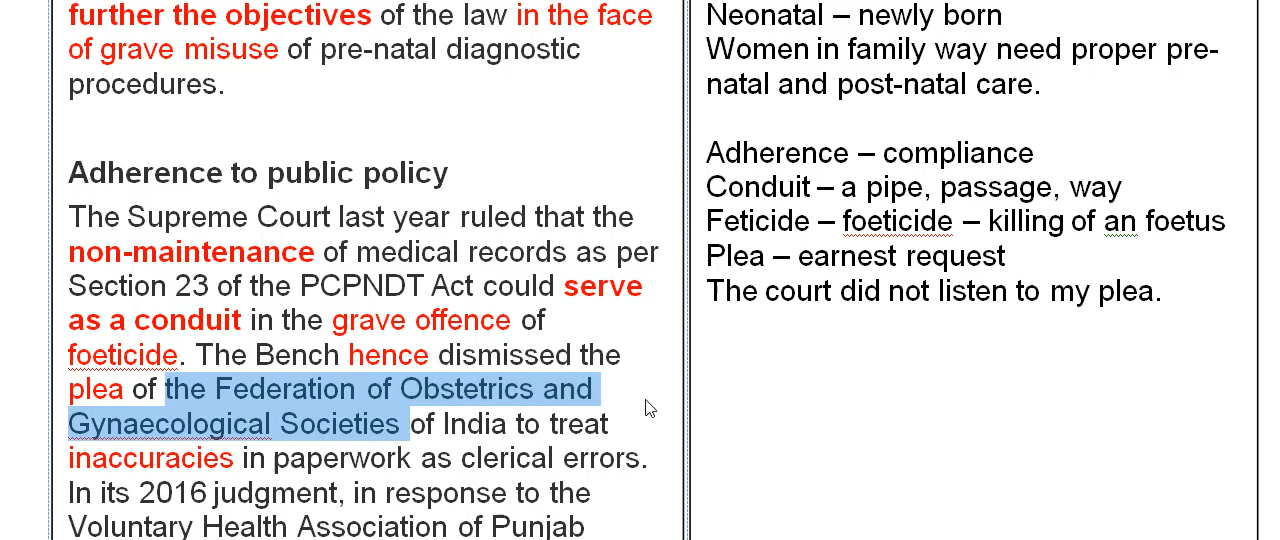 further the objectives of the law in the face
of grave misuse of pre-natal diagnostic
procedures.
Adherence to public policy
The Supreme Court last year ruled that the
non-maintenance of medical records as per
Section 23 of the PCPNDT Act could serve
as a conduit in the grave offence of
foeticide. The Bench hence dismissed the
plea of the Federation of Obstetrics and
Gynaecological Societies of India to treat
inaccuracies in paperwork as clerical errors.
In its 2016 judgment, in response to the
Voluntary Health Association of Punjab
Neonatal – newly born
Women in family way need proper pre-
natal and post-natal care.
Adherence – compliance
Conduit – a pipe, passage, way
Feticide – foeticide – killing of an foetus
Plea – earnest request
The court did not listen to my plea.